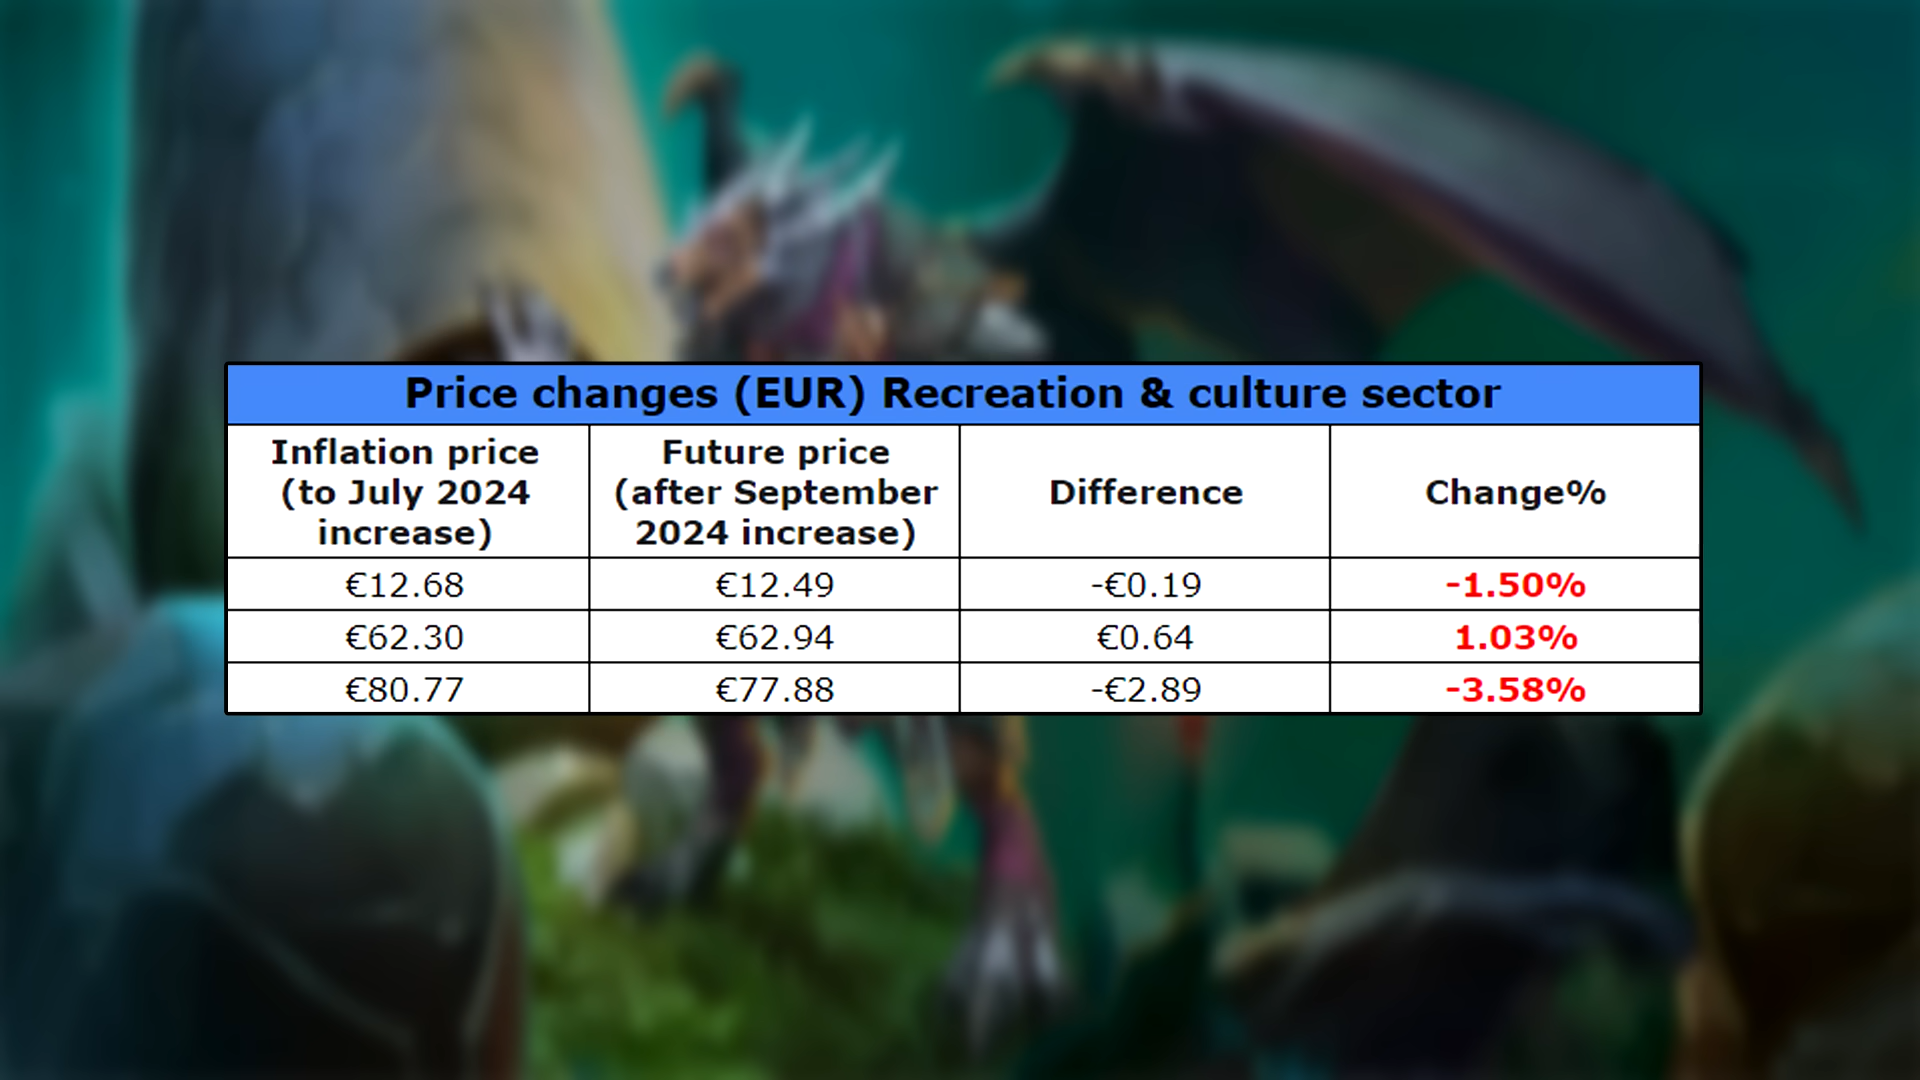 Price changes (EUR) Recreation & culture sector
Inflation price
(to July 2024
increase)
Future price
(after September
2024 increase)
Difference
Change%
€12.68 €12.49 -€0.19 -1.50%
€62.30 €62.94 €0.64 1.03%
€80.77 €77.88 -€2.89 -3.58%